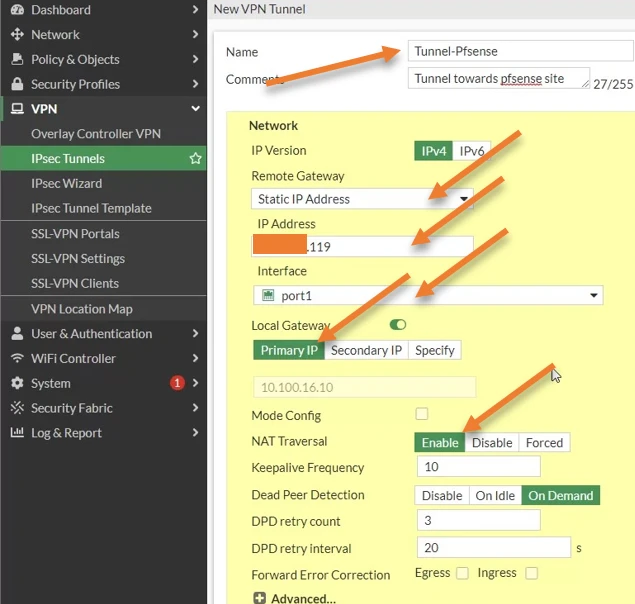 Dashboard
Network
Policy & Objects
Security Profiles
VPN
Overlay Controller VPN
IPsec Tunnels
IPsec Wizard
IPsec Tunnel Template
SSL-VPN Portals
SSL-VPN Settings
SSL-VPN Clients
VPN Location Map
User & Authentication
WiFi Controller
System 1
Security Fabric
Log & Report
New VPN Tunnel
Name Tunnel-Pfsense
Comments Tunnel towards pfsense site 27/255
Network
IP Version IPv4 IPv6
Remote Gateway
Static IP Address
IP Address
.119
Interface
port1
Local Gateway
Primary IP Secondary IP Specify
10.100.16.10
Mode Config
NAT Traversal Enable Disable Forced
Keepalive Frequency 10
Dead Peer Detection Disable On Idle On Demand
DPD retry count 3
DPD retry interval 20 s
Forward Error Correction Egress Ingress
Advanced...